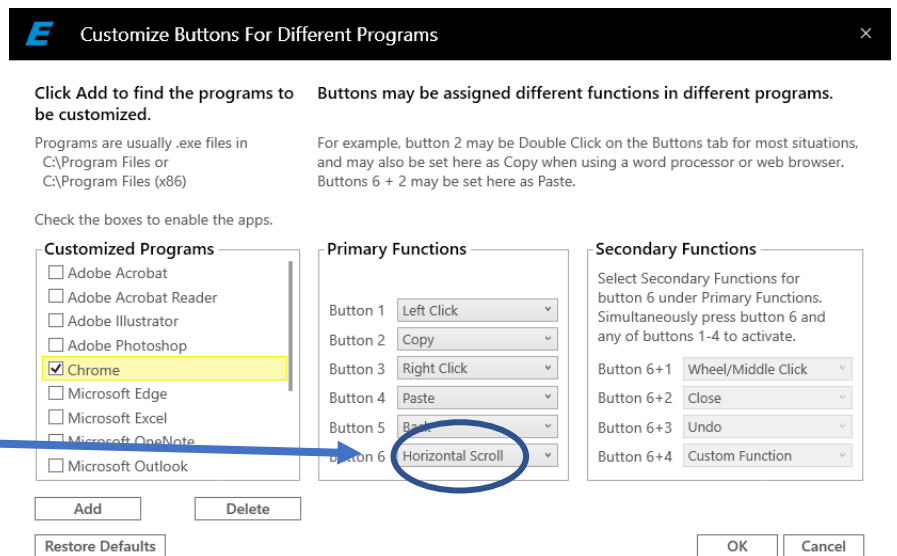 E Customize Buttons For Different Programs
Click Add to find the programs to
be customized.
Programs are usually .exe files in
C:\Program Files or
C:\Program Files (x86)
Check the boxes to enable the apps.
Buttons may be assigned different functions in different programs.
For example, button 2 may be Double Click on the Buttons tab for most situations,
and may also be set here as Copy when using a word processor or web browser.
Buttons 6 + 2 may be set here as Paste.
Customized Programs
Adobe Acrobat
Adobe Acrobat Reader
Adobe Illustrator
Adobe Photoshop
Chrome
Microsoft Edge
Microsoft Excel
Microsoft OneNote
Microsoft Outlook
Primary Functions
Button 1 Left Click
Button 2 Copy
Button 3 Right Click
Button 4 Paste
Button 5 Back
Button 6 Horizontal Scroll
Secondary Functions
Select Secondary Functions for
button 6 under Primary Functions.
Simultaneously press button 6 and
any of buttons 1-4 to activate.
Button 6+1 Wheel/Middle Click
Button 6+2 Close
Button 6+3 Undo
Button 6+4 Custom Function
Add Delete
Restore Defaults OK Cancel